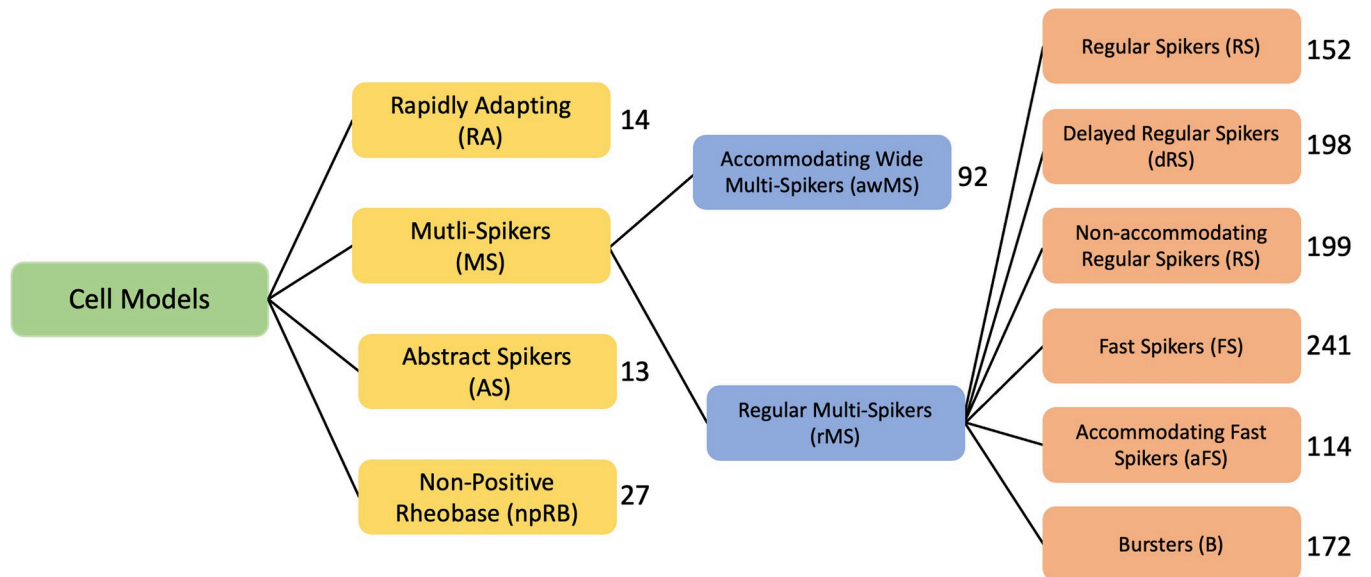 Cell Models
Rapidly Adapting
(RA)
14
Mutli-Spikers
(MS)
Abstract Spikers
(AS)
13
Non-Positive
Rheobase (npRB)
27
Accommodating Wide
Multi-Spikers (awMS)
92
Regular Multi-Spikers
(rMS)
Regular Spikers (RS)
152
Delayed Regular Spikers
(dRS)
198
Non-accommodating
Regular Spikers (RS)
199
Fast Spikers (FS)
241
Accommodating Fast
Spikers (aFS)
114
Bursters (B)
172